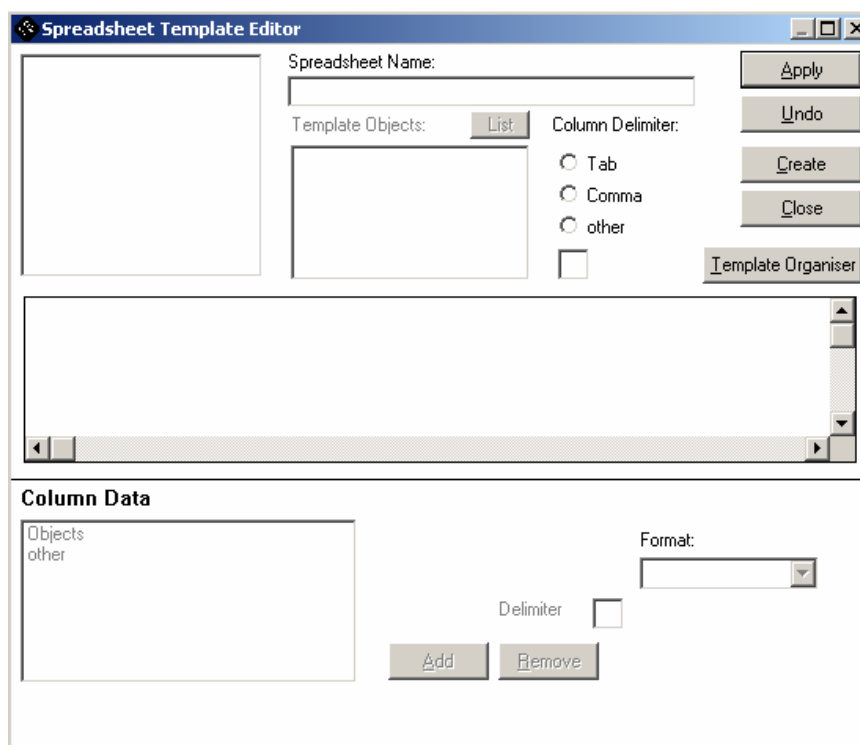 Spreadsheet Template Editor
Spreadsheet Name:
Apply
Template Objects:
List
Column Delimiter:
Undo
Tab
Comma
other
Create
Close
Template Organiser
Column Data
Objects
other
Format:
Delimiter
Add
Remove